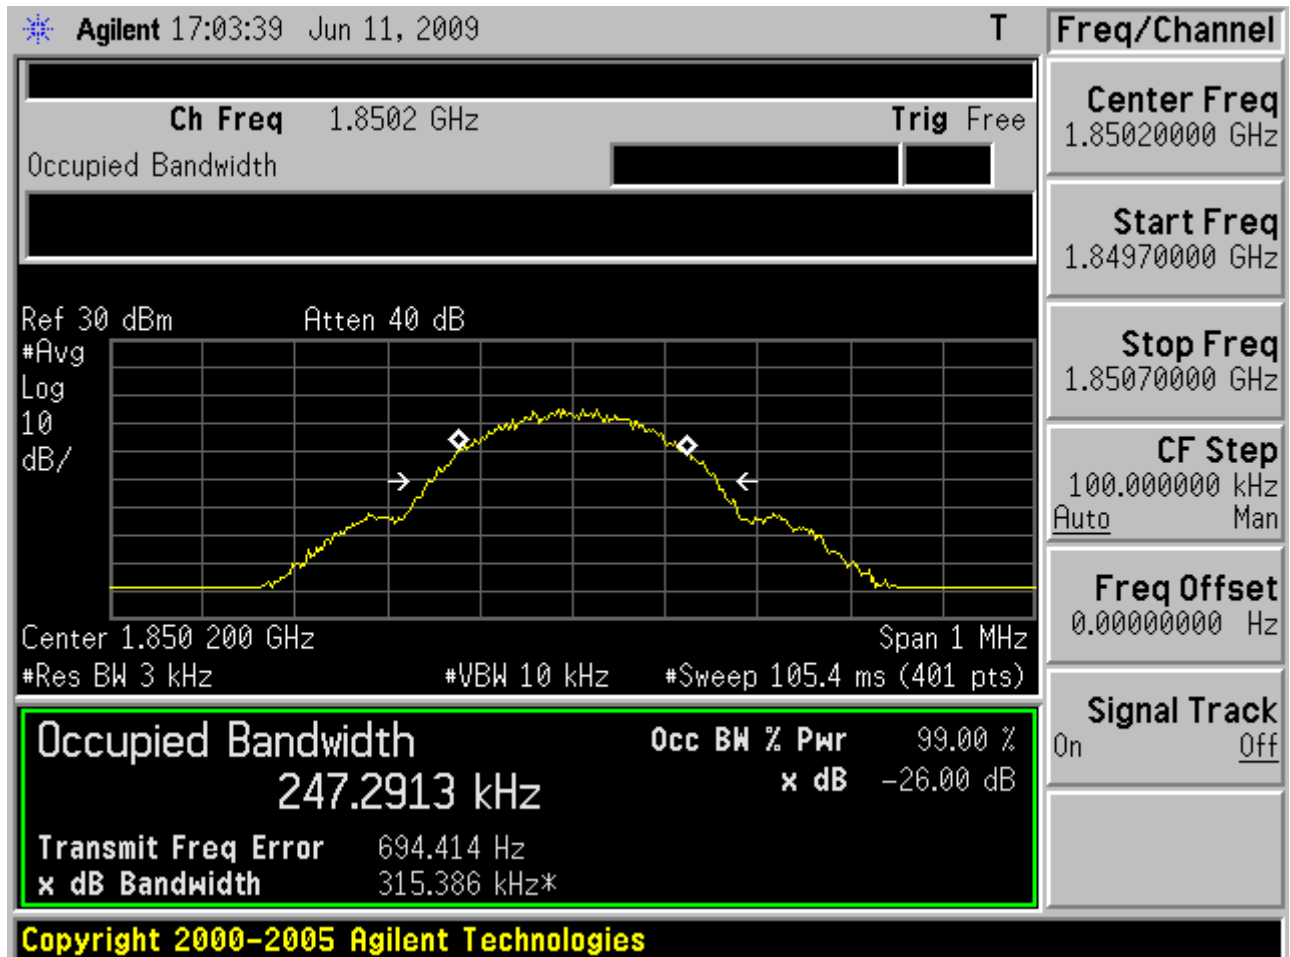 Agilent 17:03:39 Jun 11, 2009 T
Freq/Channel
Ch Freq 1.8502 GHz Trig Free
Occupied Bandwidth
Center Freq
1.85020000 GHz
Start Freq
1.84970000 GHz
Stop Freq
1.85070000 GHz
CF Step
100.000000 kHz
Auto Man
Freq Offset
0.00000000 Hz
Signal Track
On Off
Ref 30 dBm Atten 40 dB
#Avg
Log
10
dB/
Center 1.850 200 GHz Span 1 MHz
#Res BW 3 kHz #VBW 10 kHz #Sweep 105.4 ms (401 pts)
Occupied Bandwidth Occ BW % Pwr 99.00 %
247.2913 kHz x dB -26.00 dB
Transmit Freq Error 694.414 Hz
x dB Bandwidth 315.386 kHz*
Copyright 2000-2005 Agilent Technologies